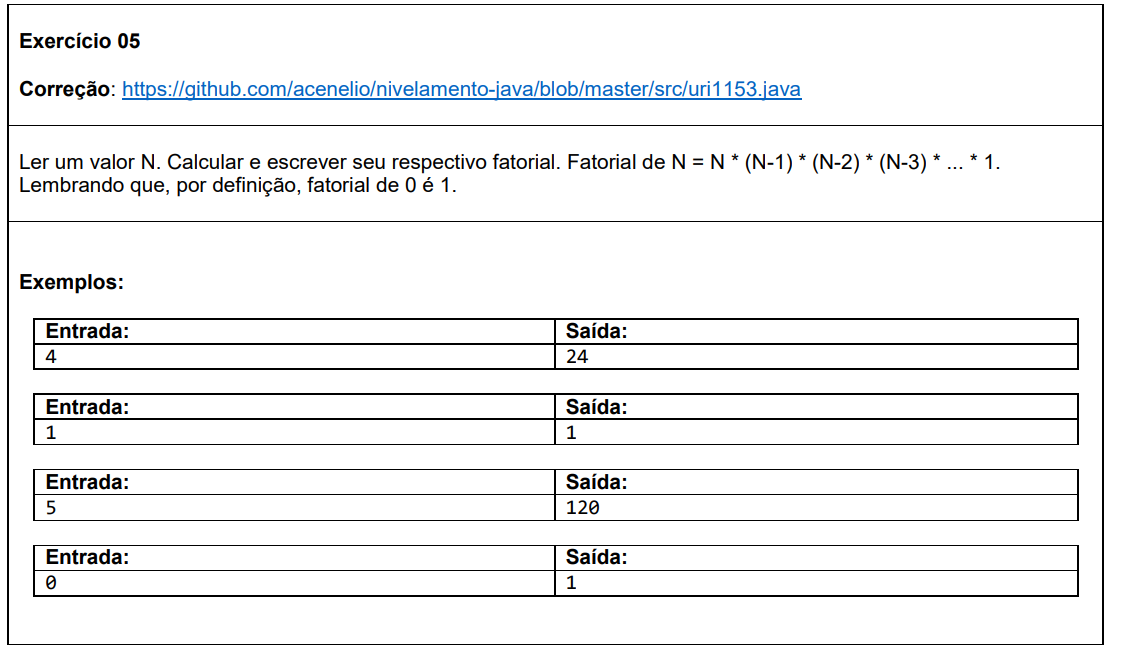 Exercício 05
Correção: https://github.com/acenelio/nivelamento-java/blob/master/src/uri1153.java
Ler um valor N. Calcular e escrever seu respectivo fatorial. Fatorial de N = N * (N-1) * (N-2) * (N-3) * ... * 1.
Lembrando que, por definição, fatorial de 0 é 1.
Exemplos:
Entrada: Saída:
4 24
Entrada: Saída:
1 1
Entrada: Saída:
5 120
Entrada: Saída:
0 1